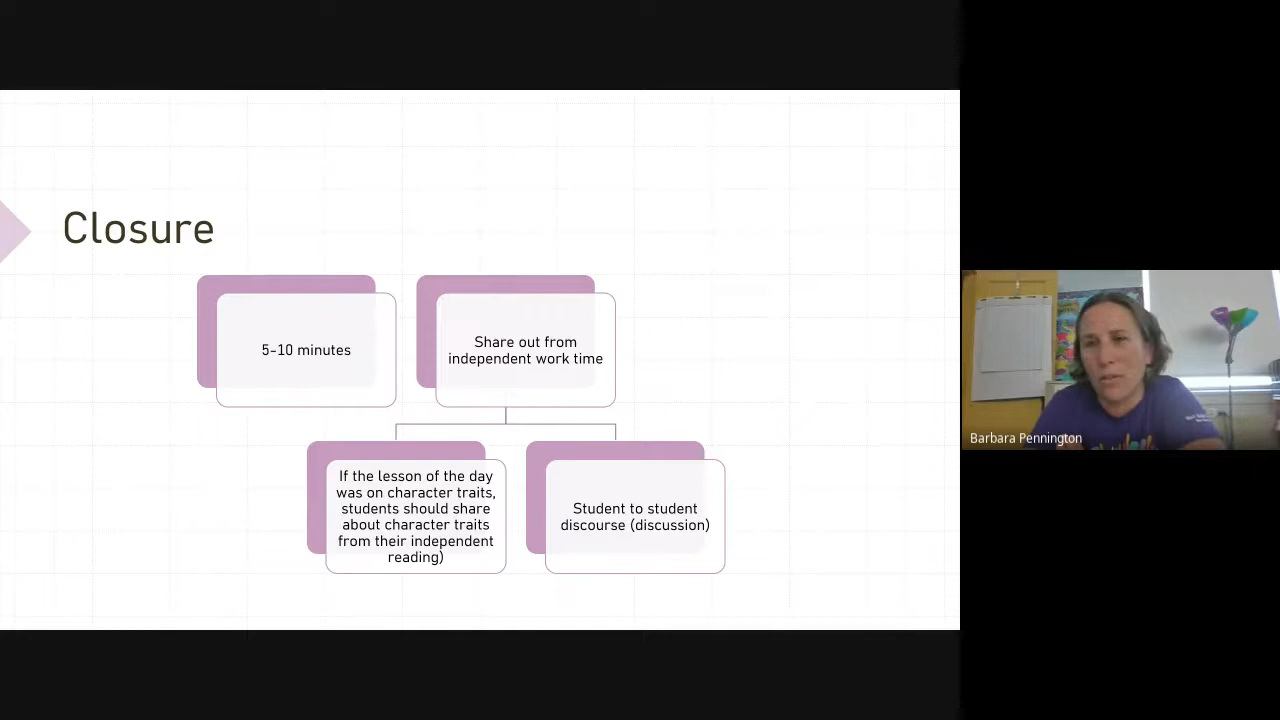 Closure
5-10 minutes
Share out from
independent work time
If the lesson of the day
was on character traits,
students should share
about character traits
from their independent
reading)
Student to student
discourse (discussion)
Barbara Pennington